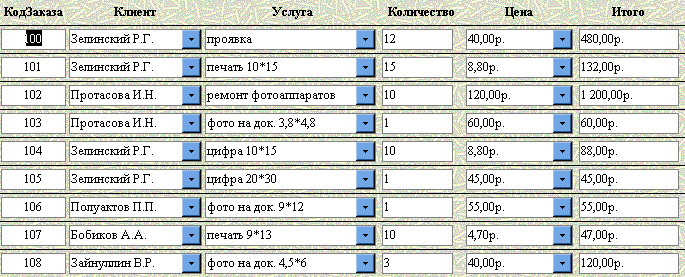 КодЗаказа Клиент Услуга Количество Цена Итого
100 Зелинский Р.Г. проявка 12 40,00р. 480,00р.
101 Зелинский Р.Г. печать 10*15 15 8,80р. 132,00р.
102 Протасова И.Н. ремонт фотоаппаратов 10 120,00р. 1 200,00р.
103 Протасова И.Н. фото на док. 3,8*4,8 1 60,00р. 60,00р.
104 Зелинский Р.Г. цифра 10*15 10 8,80р. 88,00р.
105 Зелинский Р.Г. цифра 20*30 1 45,00р. 45,00р.
106 Полуактов П.П. фото на док. 9*12 1 55,00р. 55,00р.
107 Бобиков А.А. печать 9*13 10 4,70р. 47,00р.
108 Зайнуллин В.Р. фото на док. 4,5*6 3 40,00р. 120,00р.